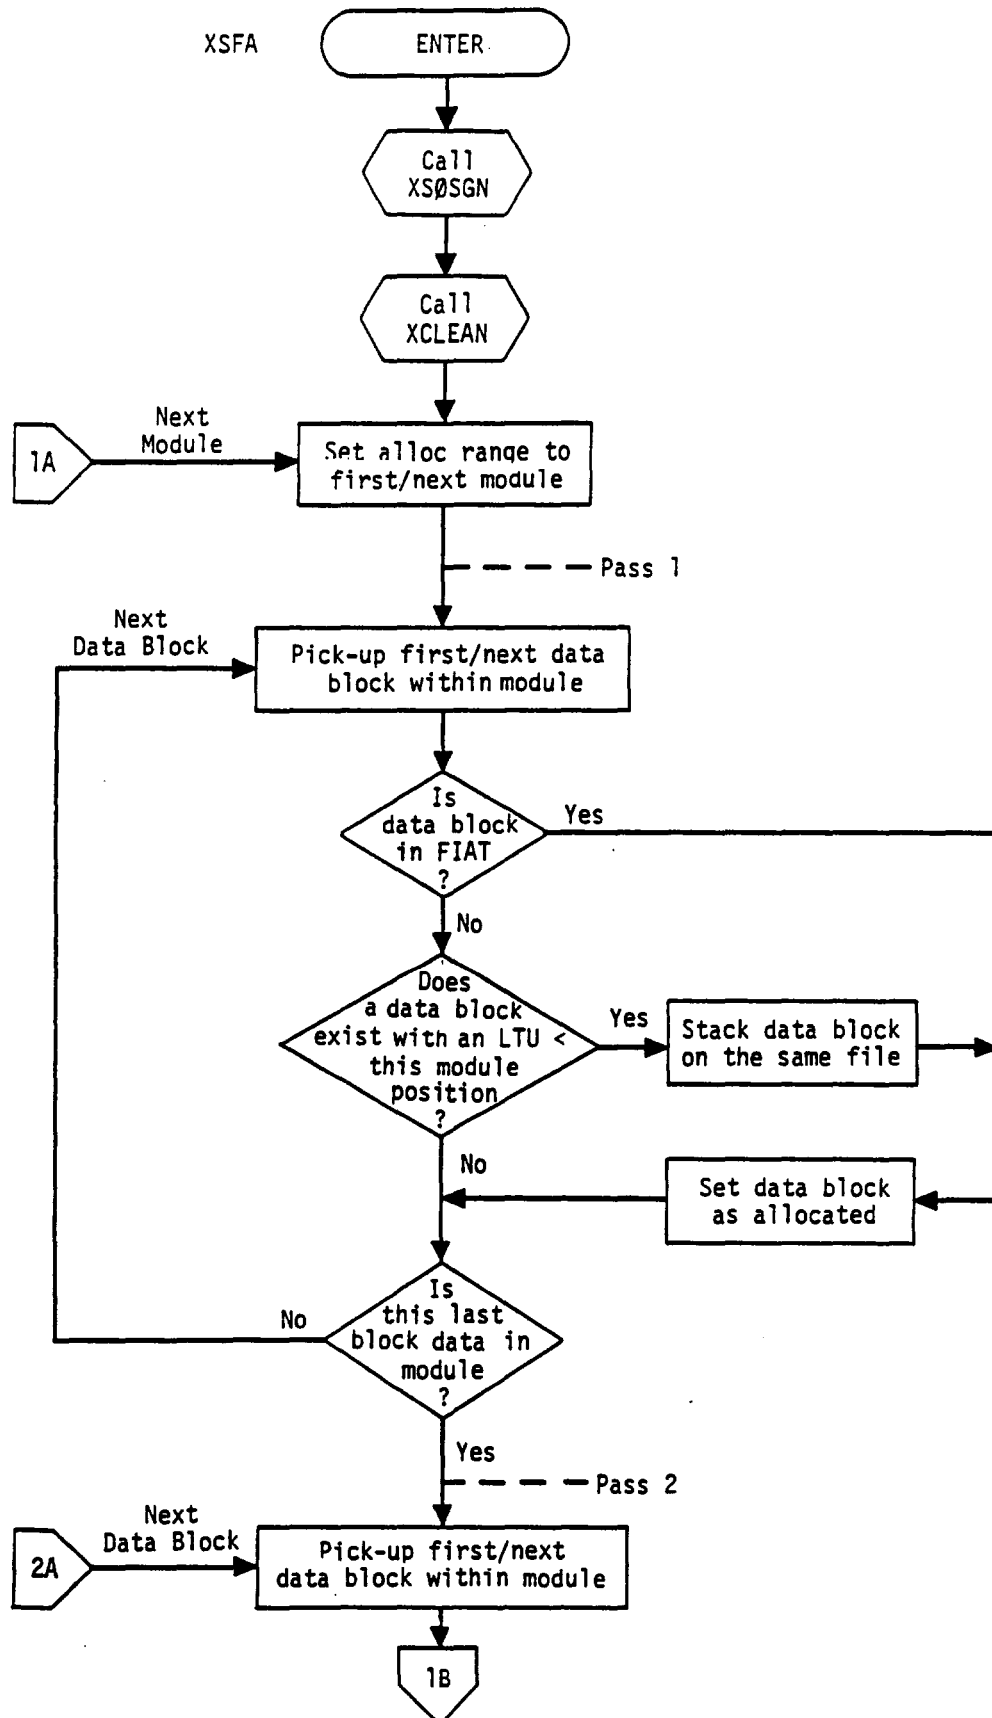 XSFA
ENTER
Call
XSØSGN
Call
XCLEAN
1A
Next
Module
Set alloc range to
first/next module
Pass 1
Next
Data Block
Pick-up first/next data
block within module
Is
data block
in FIAT
?
Yes
No
Does
a data block
exist with an LTU <
this module
position
?
Yes
Stack data block
on the same file
No
Set data block
as allocated
Is
this last
block data in
module
?
No
Yes
Pass 2
2A
Next
Data Block
Pick-up first/next
data block within module
1B